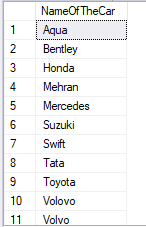 NameOfTheCar
1 Aqua
2 Bentley
3 Honda
4 Mehran
5 Mercedes
6 Suzuki
7 Swift
8 Tata
9 Toyota
10 Volovo
11 Volvo